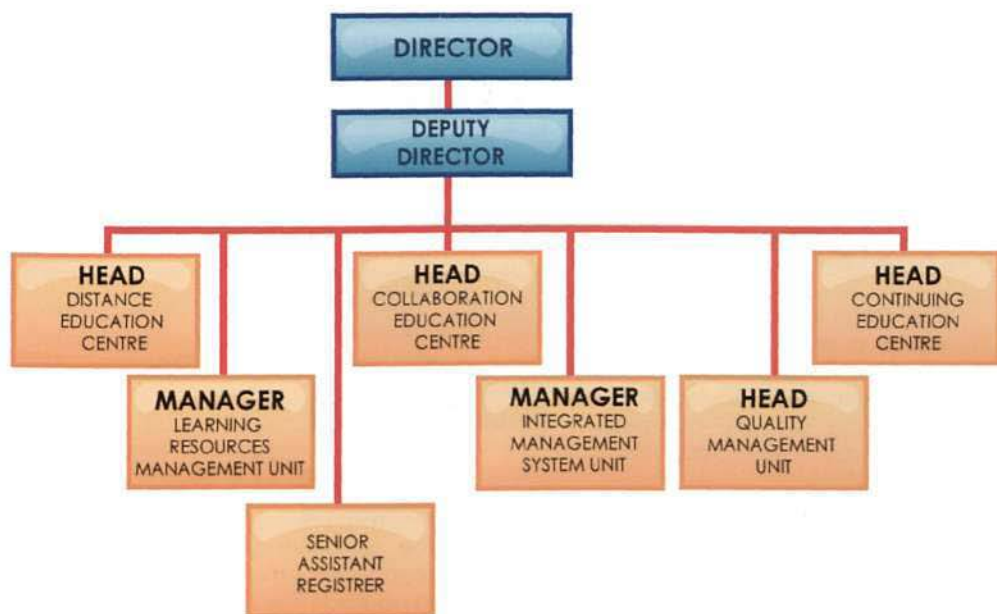 DIRECTOR
DEPUTY
DIRECTOR
HEAD
DISTANCE
EDUCATION
CENTRE
HEAD
COLLABORATION
EDUCATION
CENTRE
HEAD
CONTINUING
EDUCATION
CENTRE
MANAGER
LEARNING
RESOURCES
MANAGEMENT UNIT
MANAGER
INTEGRATED
MANAGEMENT
SYSTEM UNIT
HEAD
QUALITY
MANAGEMENT
UNIT
SENIOR
ASSISTANT
REGISTRER